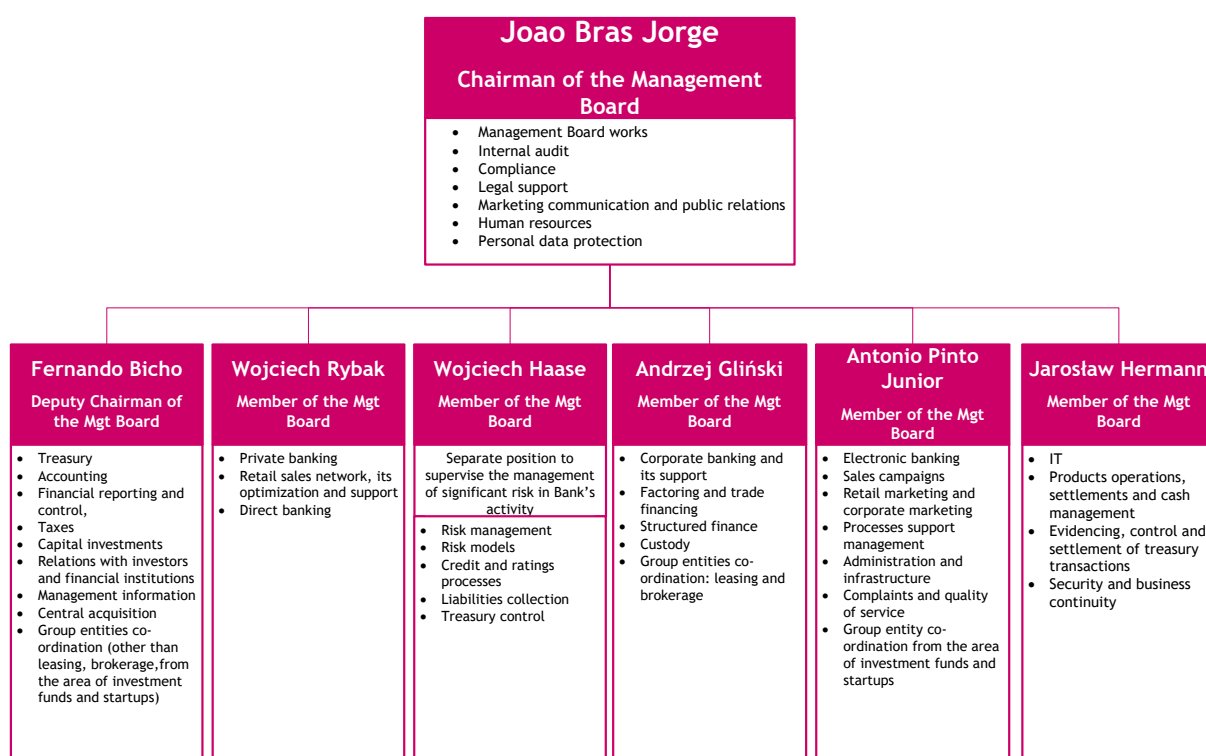 Joao Bras Jorge
Chairman of the Management
Board
• Management Board works
• Internal audit
• Compliance
• Legal support
• Marketing communication and public relations
• Human resources
• Personal data protection
Fernando Bicho
Deputy Chairman of
the Mgt Board
• Treasury
• Accounting
• Financial reporting and
control,
• Taxes
• Capital investments
• Relations with investors
and financial institutions
• Management information
• Central acquisition
• Group entities co-
ordination (other than
leasing, brokerage,from
the area of investment
funds and startups)
Wojciech Rybak
Member of the Mgt
Board
• Private banking
• Retail sales network, its
optimization and support
• Direct banking
Wojciech Haase
Member of the Mgt
Board
Separate position to
supervise the management
of significant risk in Bank's
activity
• Risk management
• Risk models
• Credit and ratings
processes
• Liabilities collection
• Treasury control
Andrzej Gliński
Member of the Mgt
Board
• Corporate banking and
its support
• Factoring and trade
financing
• Structured finance
• Custody
• Group entities co-
ordination: leasing and
brokerage
Antonio Pinto
Junior
Member of the Mgt
Board
• Electronic banking
• Sales campaigns
• Retail marketing and
corporate marketing
• Processes support
management
• Administration and
infrastructure
• Complaints and quality
of service
• Group entity co-
ordination from the area
of investment funds and
startups
Jarosław Hermann
Member of the Mgt
Board
• IT
• Products operations,
settlements and cash
management
• Evidencing, control and
settlement of treasury
transactions
• Security and business
continuity